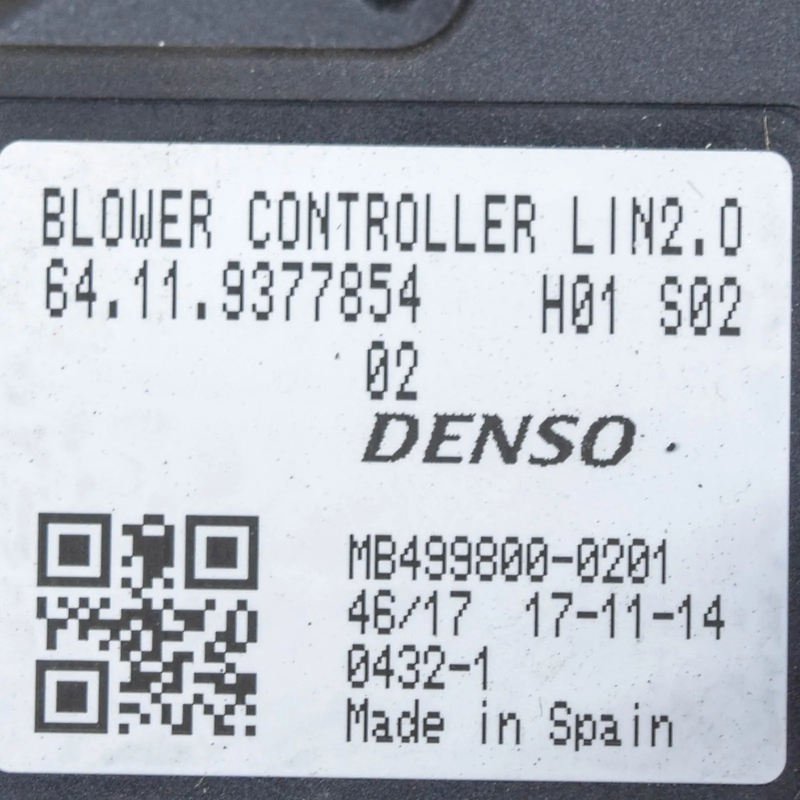 BLOWER CONTROLLER LIN2.0
64.11.9377854 H01 S02
02
DENSO
MB499800-0201
46/17 17-11-14
0432-1
Made in Spain